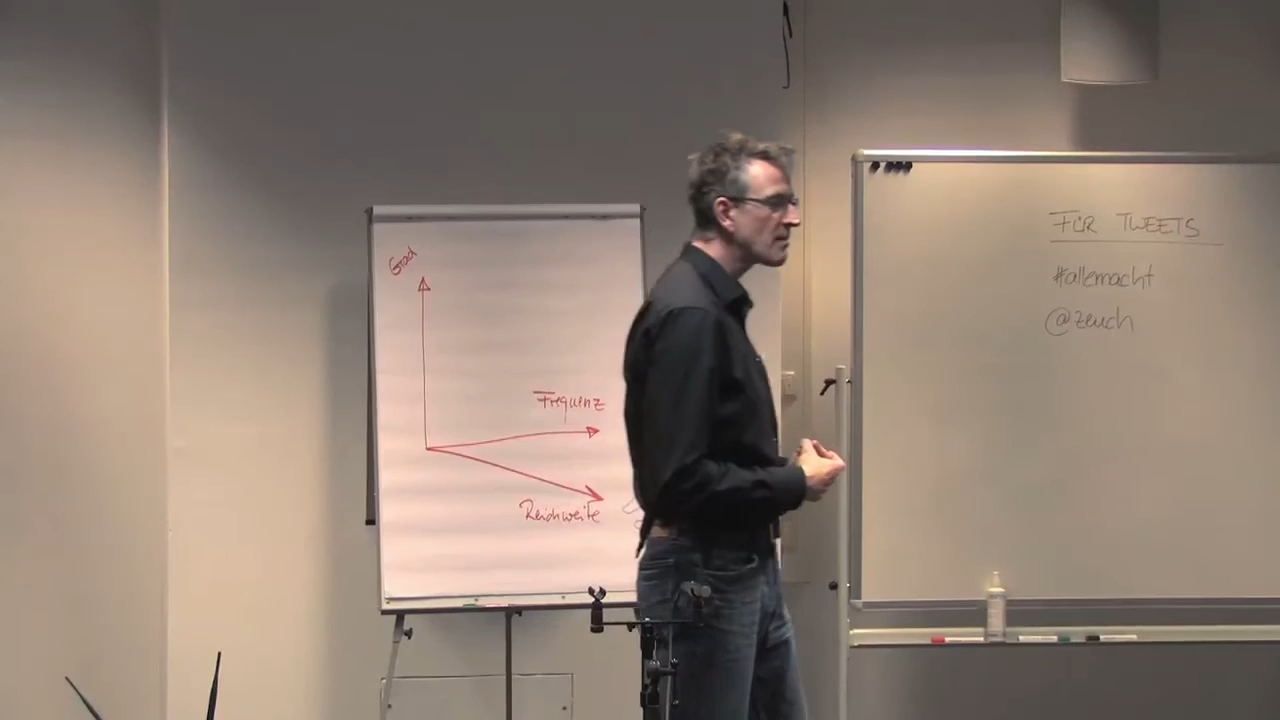 Grad
Frequenz
Reichweite
FÜR TWEETS
#allemacht
@zeuch